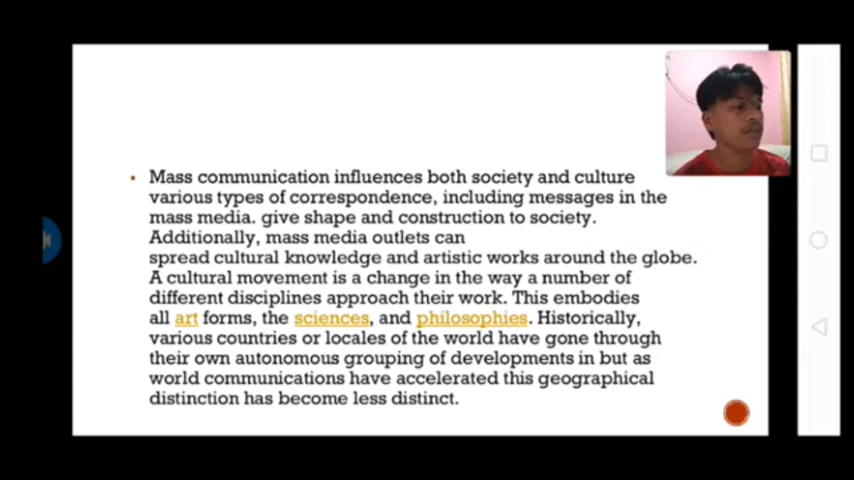 Mass communication influences both society and culture
various types of correspondence, including messages in the
mass media. give shape and construction to society.
Additionally, mass media outlets can
spread cultural knowledge and artistic works around the globe.
A cultural movement is a change in the way a number of
different disciplines approach their work. This embodies
all art forms, the sciences, and philosophies. Historically,
various countries or locales of the world have gone through
their own autonomous grouping of developments in but as
world communications have accelerated this geographical
distinction has become less distinct.